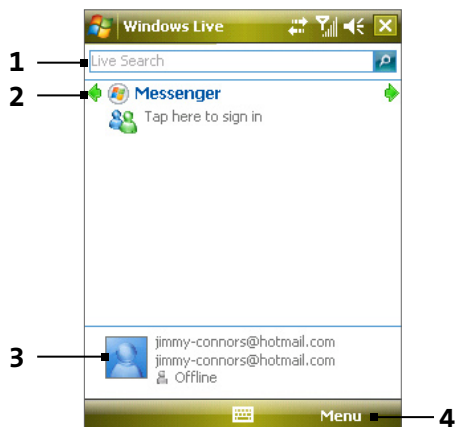 Windows Live
1
Live Search
2
Messenger
Tap here to sign in
3
jimmy-connors@hotmail.com
jimmy-connors@hotmail.com
Offline
Menu
4